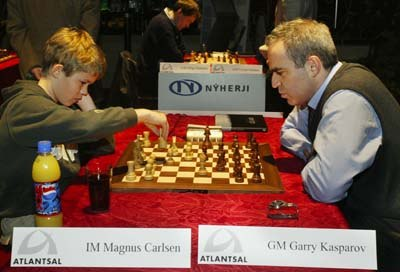 NÝHERJI
IM Magnus Carlsen
ATLANTSAL
GM Garry Kasparov
ATLANTSAL